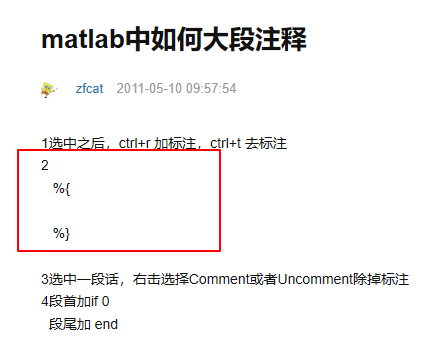 matlab中如何大段注释
zfcat 2011-05-10 09:57:54
1选中之后，ctrl+r 加标注，ctrl+t 去标注
2
%{
%}
3选中一段话，右击选择Comment或者Uncomment除掉标注
4段首加if 0
段尾加 end